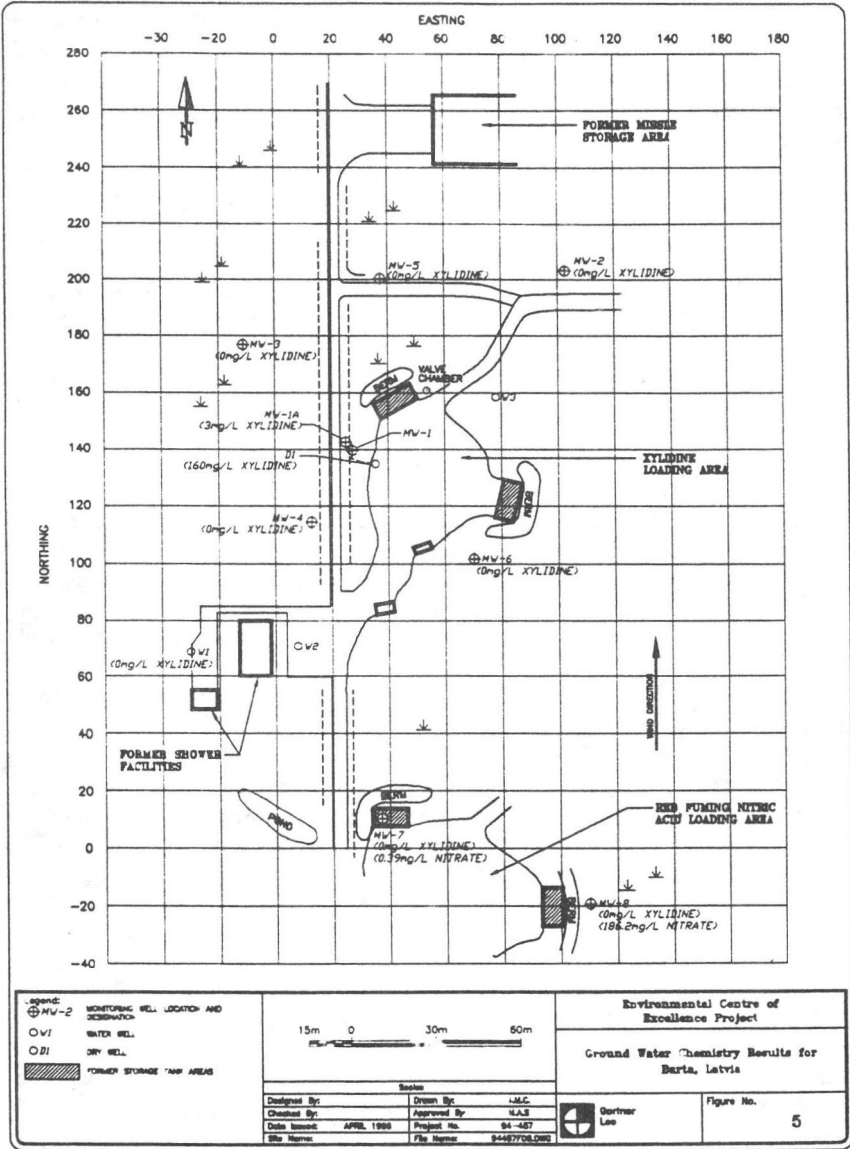 EASTING
-30 -20 0 20 40 60 80 100 120 140 160 180
280
260
240
220
200
180
160
140
120
100
80
60
40
20
0
-20
-40
NORTHING
N
FORMER MISSILE
STORAGE AREA
MW-5
(0mg/L XYLIDINE)
MW-2
(0mg/L XYLIDINE)
MW-3
(0mg/L XYLIDINE)
BERM
VALVE
CHAMBER
W3
MW-1A
(3mg/L XYLIDINE)
MW-1
D1
(160mg/L XYLIDINE)
XYLIDINE
LOADING AREA
BERM
MW-4
(0mg/L XYLIDINE)
MW-6
(0mg/L XYLIDINE)
W1
(0mg/L XYLIDINE)
W2
WIND DIRECTION
FORMER SHOWER
FACILITIES
POND
BERM
RED FUMING NITRIC
ACID LOADING AREA
MW-7
(0mg/L XYLIDINE)
(0.39mg/L NITRATE)
BERM
MW-8
(0mg/L XYLIDINE)
(186.2mg/L NITRATE)
Legend:
MW-2 MONITORING WELL LOCATION AND
DESIGNATION
W1 WATER WELL
D1 DRY WELL
FORMER STORAGE TANK AREAS
15m 0 30m 60m
Scales
Designed By: Drawn By:
Checked By: Approved By M.A.S
Date Issued: APRIL Project No. 94-467
Site Name: File Name:
Environmental Centre of
Excellence Project
Ground Water Chemistry Results for
Barta, Latvia
Gartner
Lee
Figure No.
5